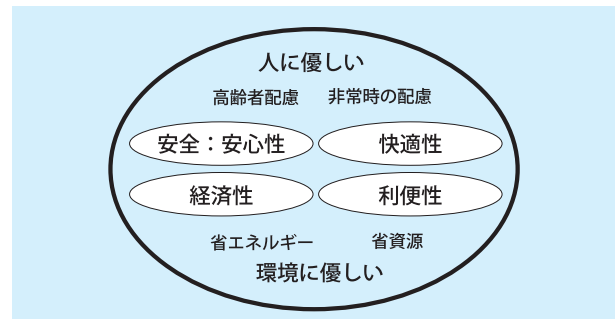 人に優しい
高齢者配慮　非常時の配慮
安全：安心性　快適性
経済性　利便性
省エネルギー　省資源
環境に優しい